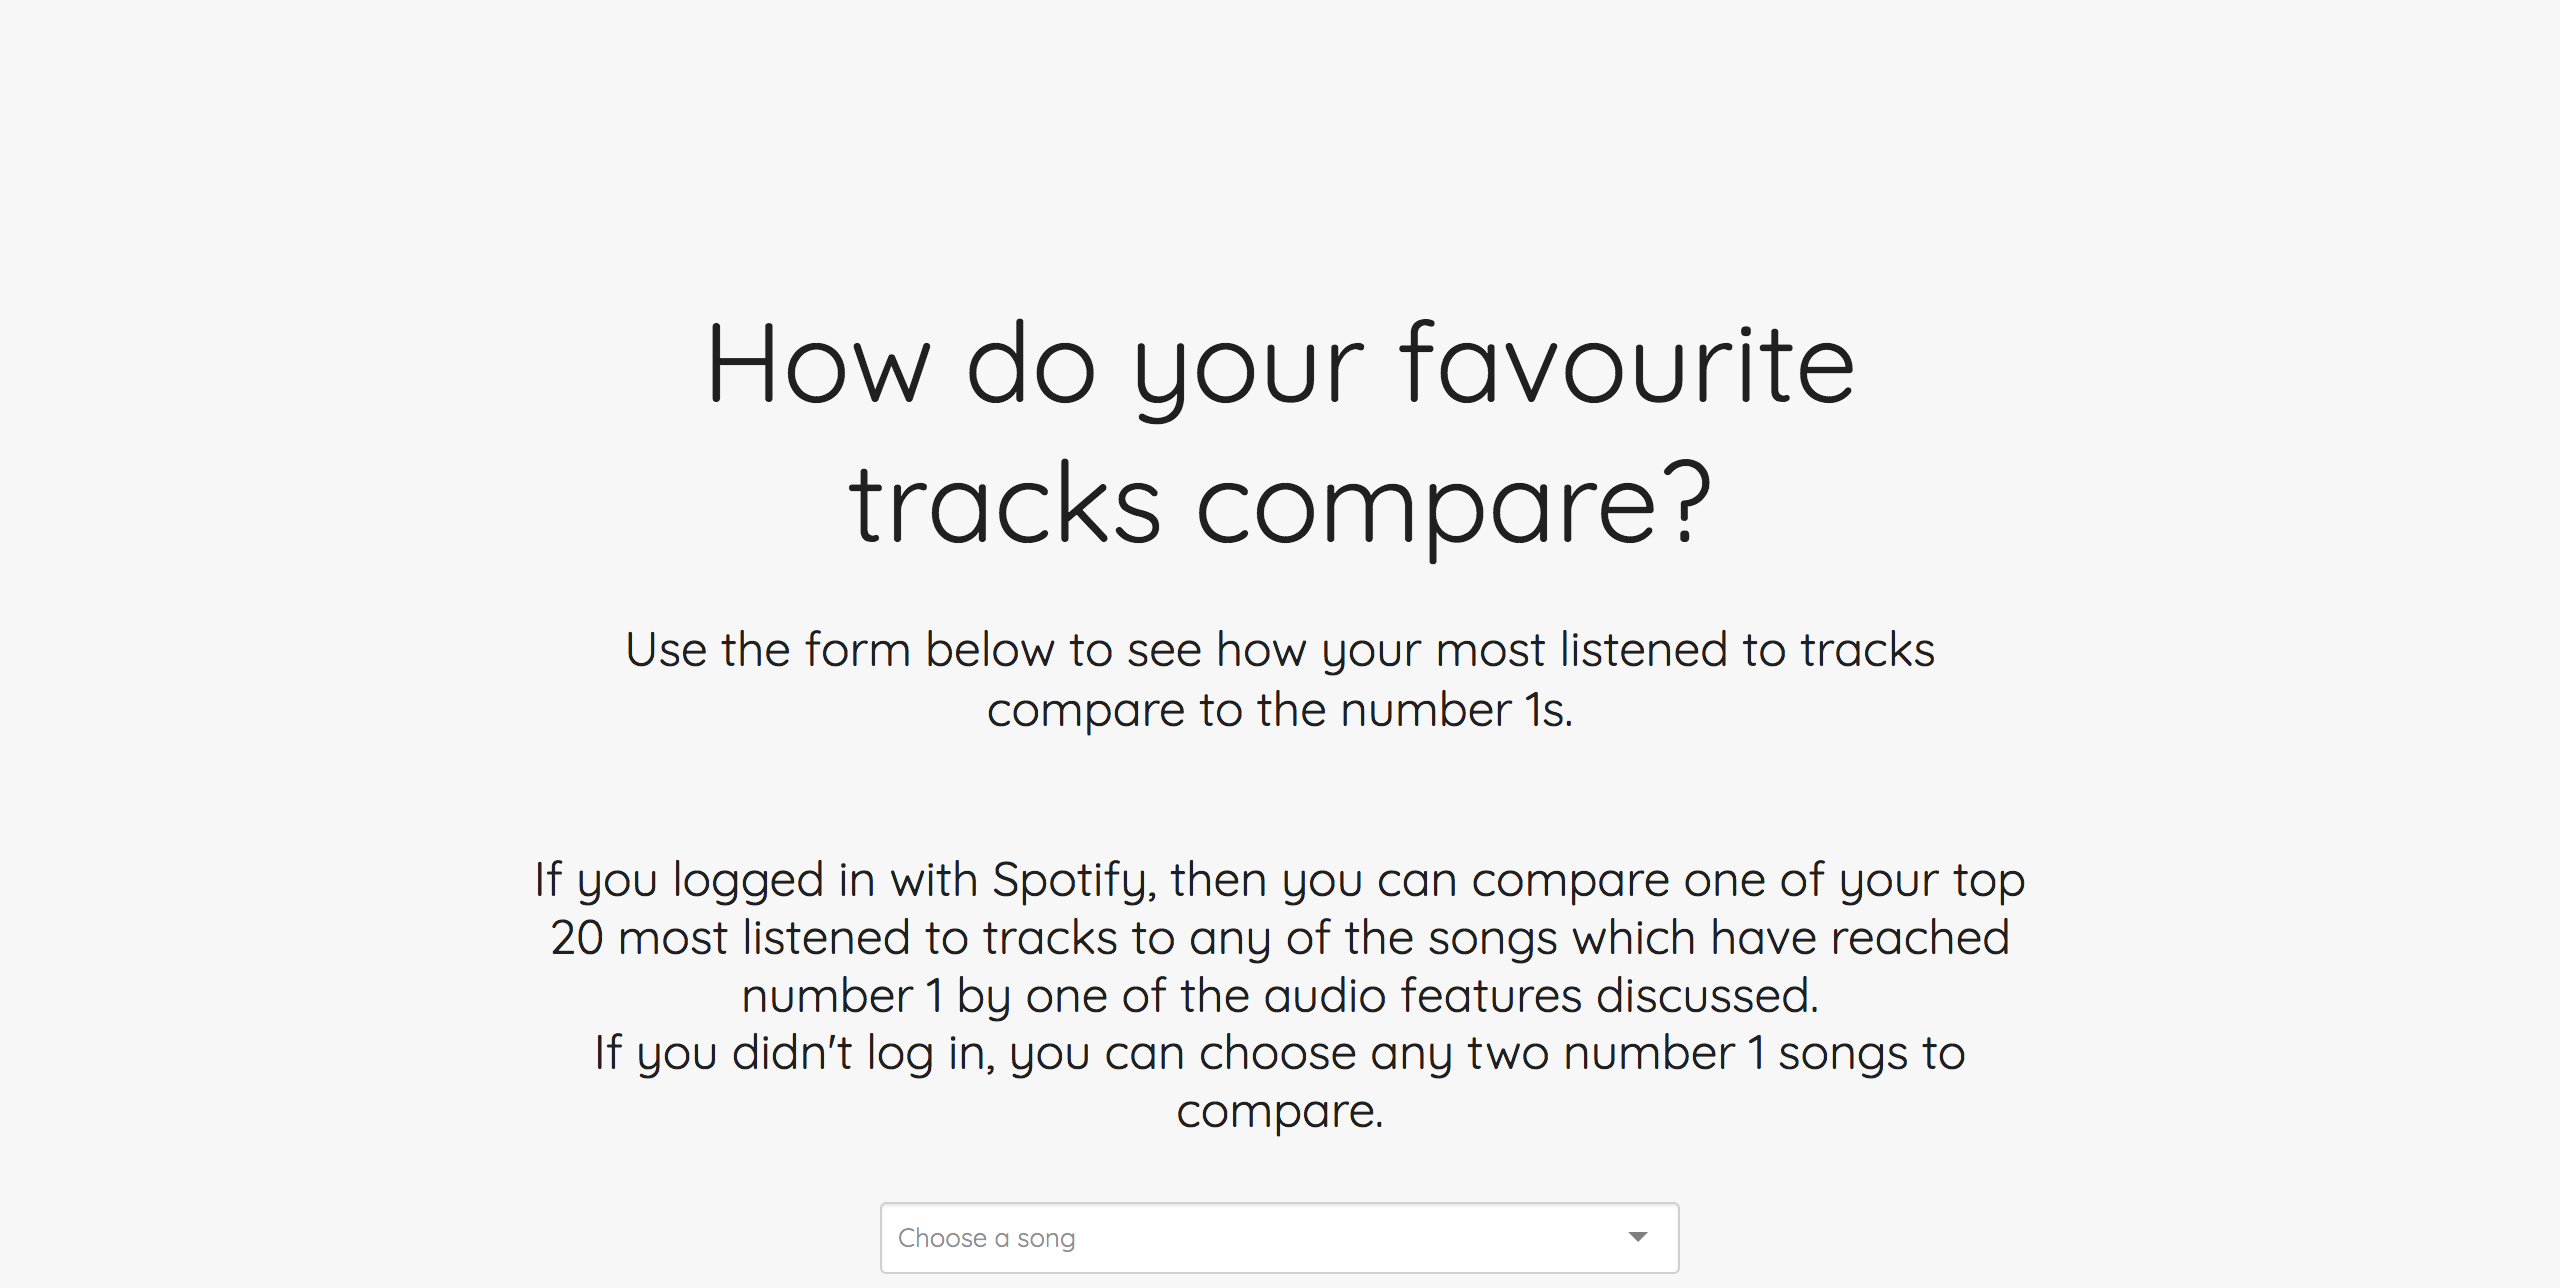 How do your favourite
tracks compare?
Use the form below to see how your most listened to tracks
compare to the number 1s.
If you logged in with Spotify, then you can compare one of your top
20 most listened to tracks to any of the songs which have reached
number 1 by one of the audio features discussed.
If you didn't log in, you can choose any two number 1 songs to
compare.
Choose a song